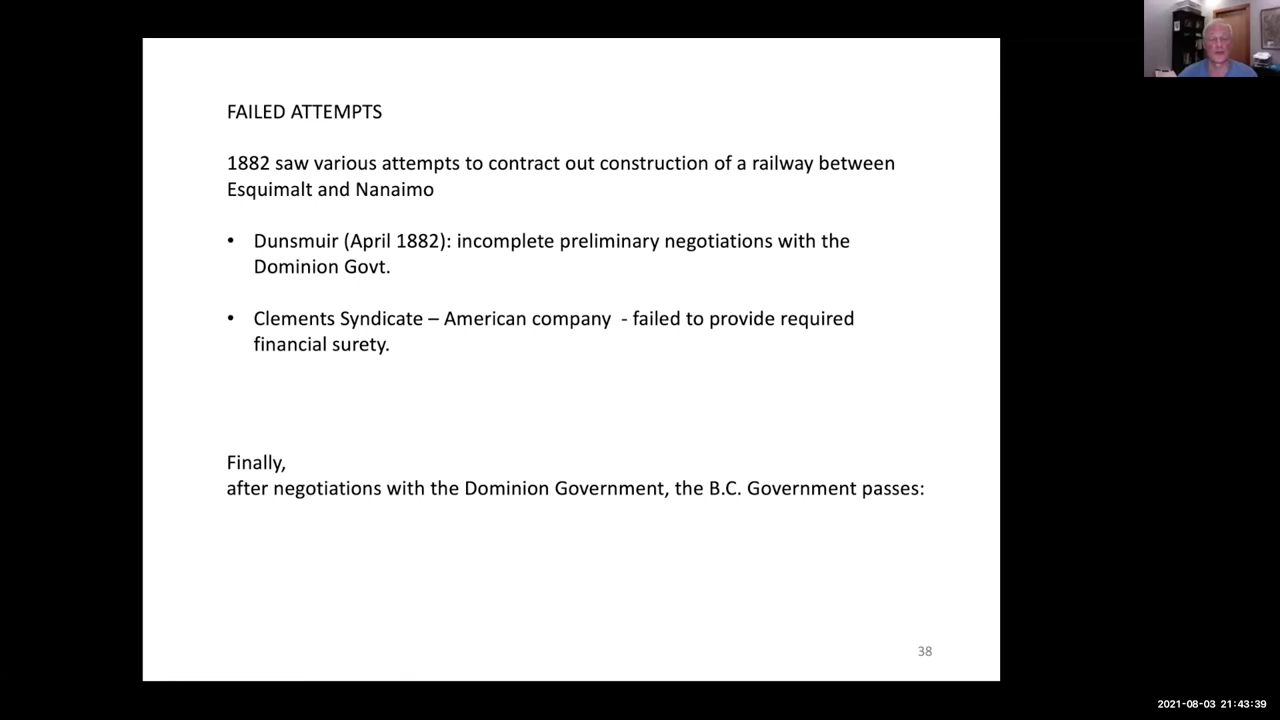 FAILED ATTEMPTS
1882 saw various attempts to contract out construction of a railway between
Esquimalt and Nanaimo
• Dunsmuir (April 1882): incomplete preliminary negotiations with the
Dominion Govt.
• Clements Syndicate – American company  - failed to provide required
financial surety.
Finally,
after negotiations with the Dominion Government, the B.C. Government passes:
38
2021-08-03 21:43:39